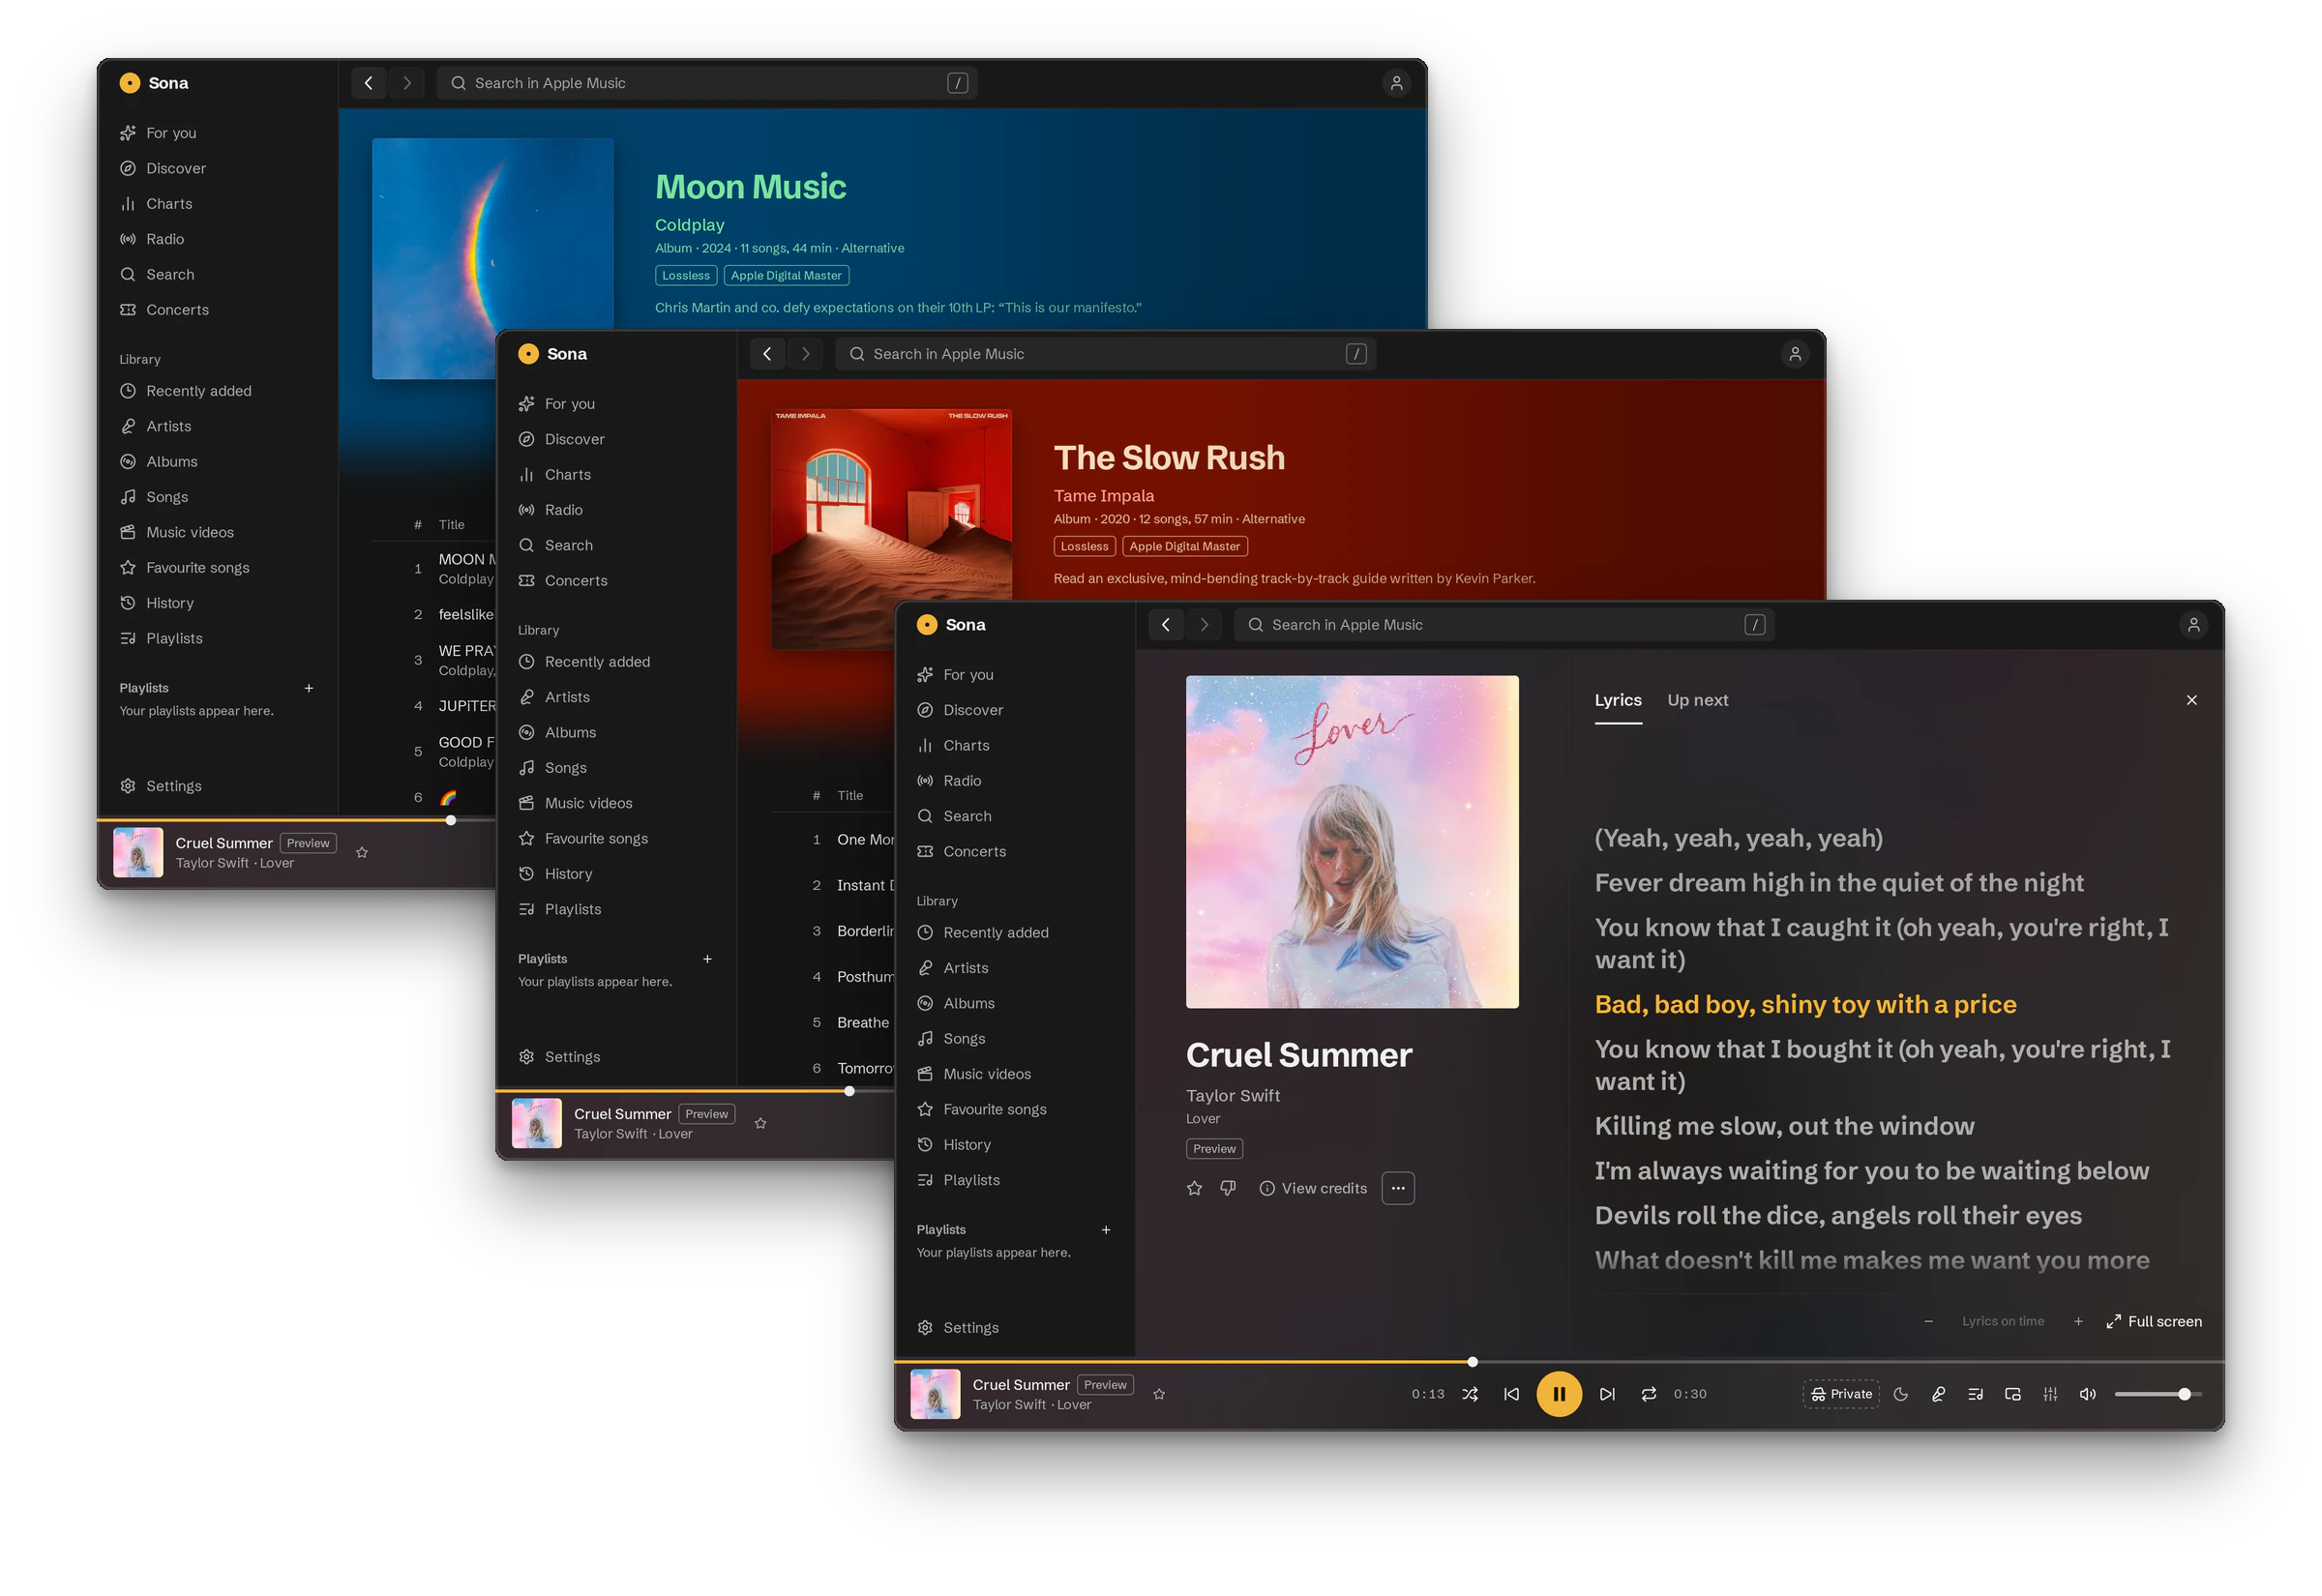 Sona
Search in Apple Music /
For you
Discover
Charts
Radio
Search
Concerts
Library
Recently added
Artists
Albums
Songs
Music videos
Favourite songs
History
Playlists
Playlists +
Your playlists appear here.
Settings
Moon Music
Coldplay
Album · 2024 · 11 songs, 44 min · Alternative
Lossless Apple Digital Master
Chris Martin and co. defy expectations on their 10th LP: “This is our manifesto.”
# Title
1 MOON M
Coldplay
2 feelslike
3 WE PRA
Coldplay,
4 JUPiTER
5 GOOD F
Coldplay
6 🌈
Cruel Summer Preview
Taylor Swift · Lover
Sona
Search in Apple Music /
For you
Discover
Charts
Radio
Search
Concerts
Library
Recently added
Artists
Albums
Songs
Music videos
Favourite songs
History
Playlists
Playlists +
Your playlists appear here.
Settings
TAME IMPALA THE SLOW RUSH
The Slow Rush
Tame Impala
Album · 2020 · 12 songs, 57 min · Alternative
Lossless Apple Digital Master
Read an exclusive, mind-bending track-by-track guide written by Kevin Parker.
# Title
1 One Mor
2 Instant D
3 Borderlin
4 Posthum
5 Breathe
6 Tomorro
Cruel Summer Preview
Taylor Swift · Lover
Sona
Search in Apple Music /
For you
Discover
Charts
Radio
Search
Concerts
Library
Recently added
Artists
Albums
Songs
Music videos
Favourite songs
History
Playlists
Playlists +
Your playlists appear here.
Settings
Lover
Cruel Summer
Taylor Swift
Lover
Preview
View credits
Lyrics Up next
(Yeah, yeah, yeah, yeah)
Fever dream high in the quiet of the night
You know that I caught it (oh yeah, you're right, I
want it)
Bad, bad boy, shiny toy with a price
You know that I bought it (oh yeah, you're right, I
want it)
Killing me slow, out the window
I'm always waiting for you to be waiting below
Devils roll the dice, angels roll their eyes
What doesn't kill me makes me want you more
− Lyrics on time + Full screen
Cruel Summer Preview
Taylor Swift · Lover
0:13 0:30
Private